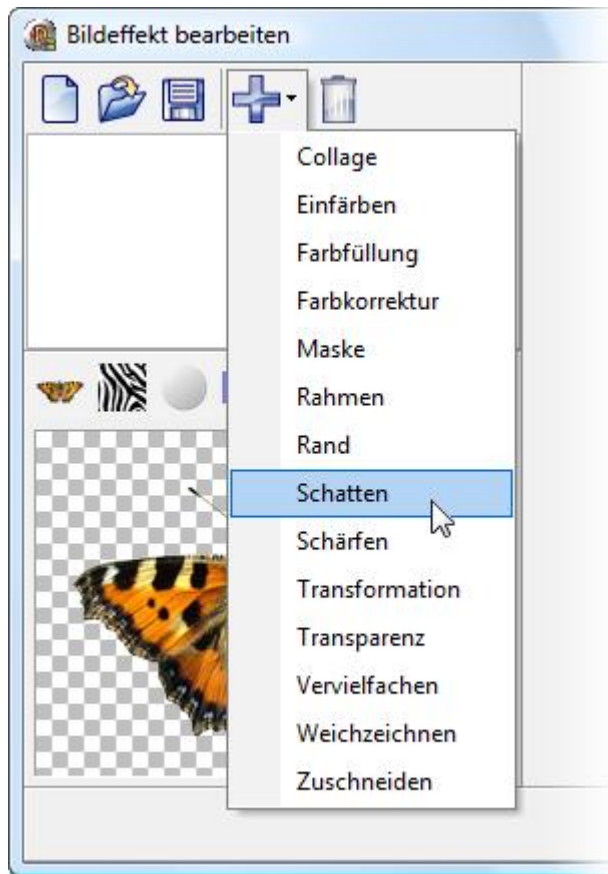 Bildeffekt bearbeiten
Collage
Einfärben
Farbfüllung
Farbkorrektur
Maske
Rahmen
Rand
Schatten
Schärfen
Transformation
Transparenz
Vervielfachen
Weichzeichnen
Zuschneiden